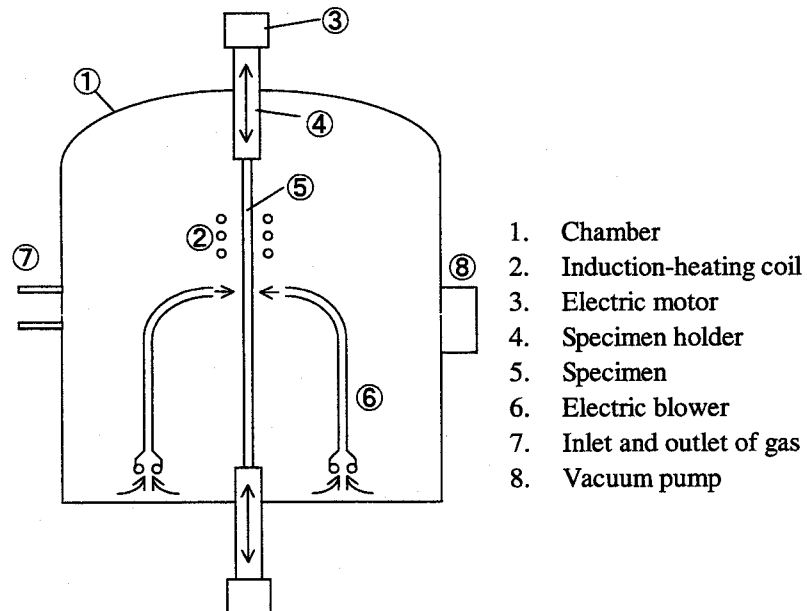 ③
①
④
⑤
②
⑦
⑧
⑥
1. Chamber
2. Induction-heating coil
3. Electric motor
4. Specimen holder
5. Specimen
6. Electric blower
7. Inlet and outlet of gas
8. Vacuum pump